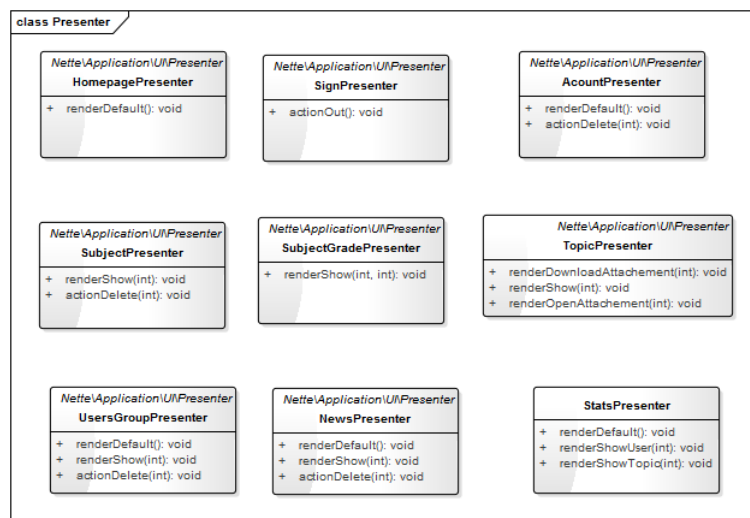 class Presenter
Nette\Application\UI\Presenter
HomepagePresenter
+ renderDefault(): void
Nette\Application\UI\Presenter
SignPresenter
+ actionOut(): void
Nette\Application\UI\Presenter
AcountPresenter
+ renderDefault(): void
+ actionDelete(int): void
Nette\Application\UI\Presenter
SubjectPresenter
+ renderShow(int): void
+ actionDelete(int): void
Nette\Application\UI\Presenter
SubjectGradePresenter
+ renderShow(int, int): void
Nette\Application\UI\Presenter
TopicPresenter
+ renderDownloadAttachement(int): void
+ renderShow(int): void
+ renderOpenAttachement(int): void
Nette\Application\UI\Presenter
UsersGroupPresenter
+ renderDefault(): void
+ renderShow(int): void
+ actionDelete(int): void
Nette\Application\UI\Presenter
NewsPresenter
+ renderDefault(): void
+ renderShow(int): void
+ actionDelete(int): void
StatsPresenter
+ renderDefault(): void
+ renderShowUser(int): void
+ renderShowTopic(int): void